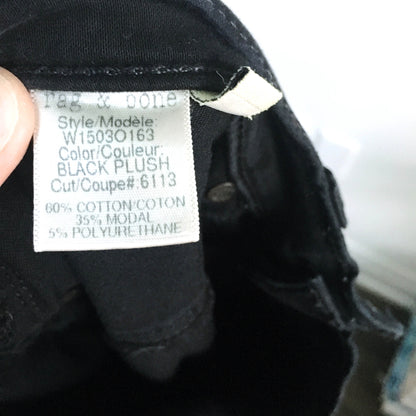 rag & bone
Style/Modèle:
W1503O163
Color/Couleur:
BLACK PLUSH
Cut/Coupe#:6113
60% COTTON/COTON
35% MODAL
5% POLYURETHANE